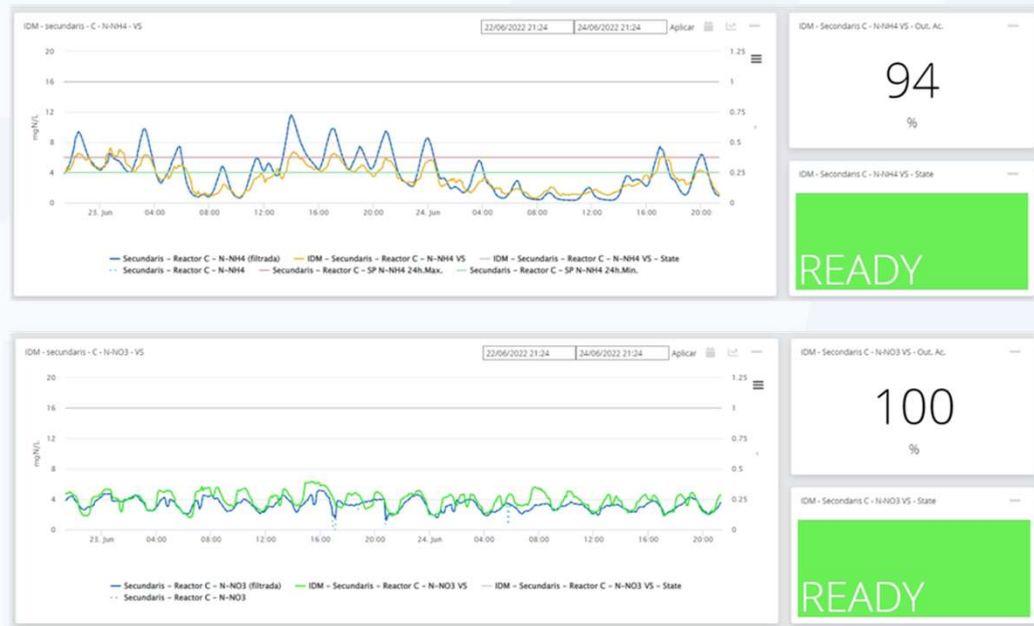 IDM - secundaris - C - N-NH4 - VS
22/06/2022 21:24 24/06/2022 21:24 Aplicar
20 1.25
16 1
12 0.75
8 0.5
4 0.25
0 0
mgN/L
23. Jun 04:00 08:00 12:00 16:00 20:00 24. Jun 04:00 08:00 12:00 16:00 20:00
Secundaris - Reactor C - N-NH4 (filtrada) IDM - Secundaris - Reactor C - N-NH4 VS IDM - Secundaris - Reactor C - N-NH4 VS - State
Secundaris - Reactor C - N-NH4 Secundaris - Reactor C - SP N-NH4 24h.Max. Secundaris - Reactor C - SP N-NH4 24h.Min.
IDM - Secundaris C - N-NH4 VS - Out. Ac.
94
%
IDM - Secundaris C - N-NH4 VS - State
READY
IDM - secundaris - C - N-NO3 - VS
22/06/2022 21:24 24/06/2022 21:24 Aplicar
20 1.25
16 1
12 0.75
8 0.5
4 0.25
0 0
mgN/L
23. Jun 04:00 08:00 12:00 16:00 20:00 24. Jun 04:00 08:00 12:00 16:00 20:00
Secundaris - Reactor C - N-NO3 (filtrada) IDM - Secundaris - Reactor C - N-NO3 VS IDM - Secundaris - Reactor C - N-NO3 VS - State
Secundaris - Reactor C - N-NO3
IDM - Secundaris C - N-NO3 VS - Out. Ac.
100
%
IDM - Secundaris C - N-NO3 VS - State
READY